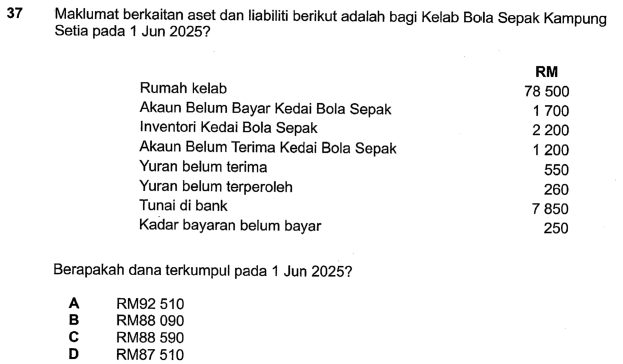 37 Maklumat berkaitan aset dan liabiliti berikut adalah bagi Kelab Bola Sepak Kampung
Setia pada 1 Jun 2025?
RM
Rumah kelab 78 500
Akaun Belum Bayar Kedai Bola Sepak 1 700
Inventori Kedai Bola Sepak 2 200
Akaun Belum Terima Kedai Bola Sepak 1 200
Yuran belum terima 550
Yuran belum terperoleh 260
Tunai di bank 7 850
Kadar bayaran belum bayar 250
Berapakah dana terkumpul pada 1 Jun 2025?
A RM92 510
B RM88 090
C RM88 590
D RM87 510